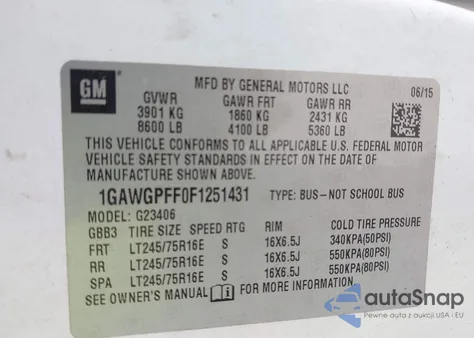 GM
MFD BY GENERAL MOTORS LLC 06/15
GVWR GAWR FRT GAWR RR
3901 KG 1860 KG 2431 KG
8600 LB 4100 LB 5360 LB
THIS VEHICLE CONFORMS TO ALL APPLICABLE U.S. FEDERAL MOTOR
VEHICLE SAFETY STANDARDS IN EFFECT ON THE DATE OF
MANUFACTURE SHOWN ABOVE.
1GAWGPFF0F1251431 TYPE: BUS–NOT SCHOOL BUS
MODEL: G23406
GBB3 TIRE SIZE SPEED RTG RIM COLD TIRE PRESSURE
FRT LT245/75R16E S 16X6.5J 340KPA(50PSI)
RR LT245/75R16E S 16X6.5J 550KPA(80PSI)
SPA LT245/75R16E S 16X6.5J 550KPA(80PSI)
SEE OWNER'S MANUAL FOR MORE INFORMATION.
autoSnap
Pewne auta z aukcji USA i EU